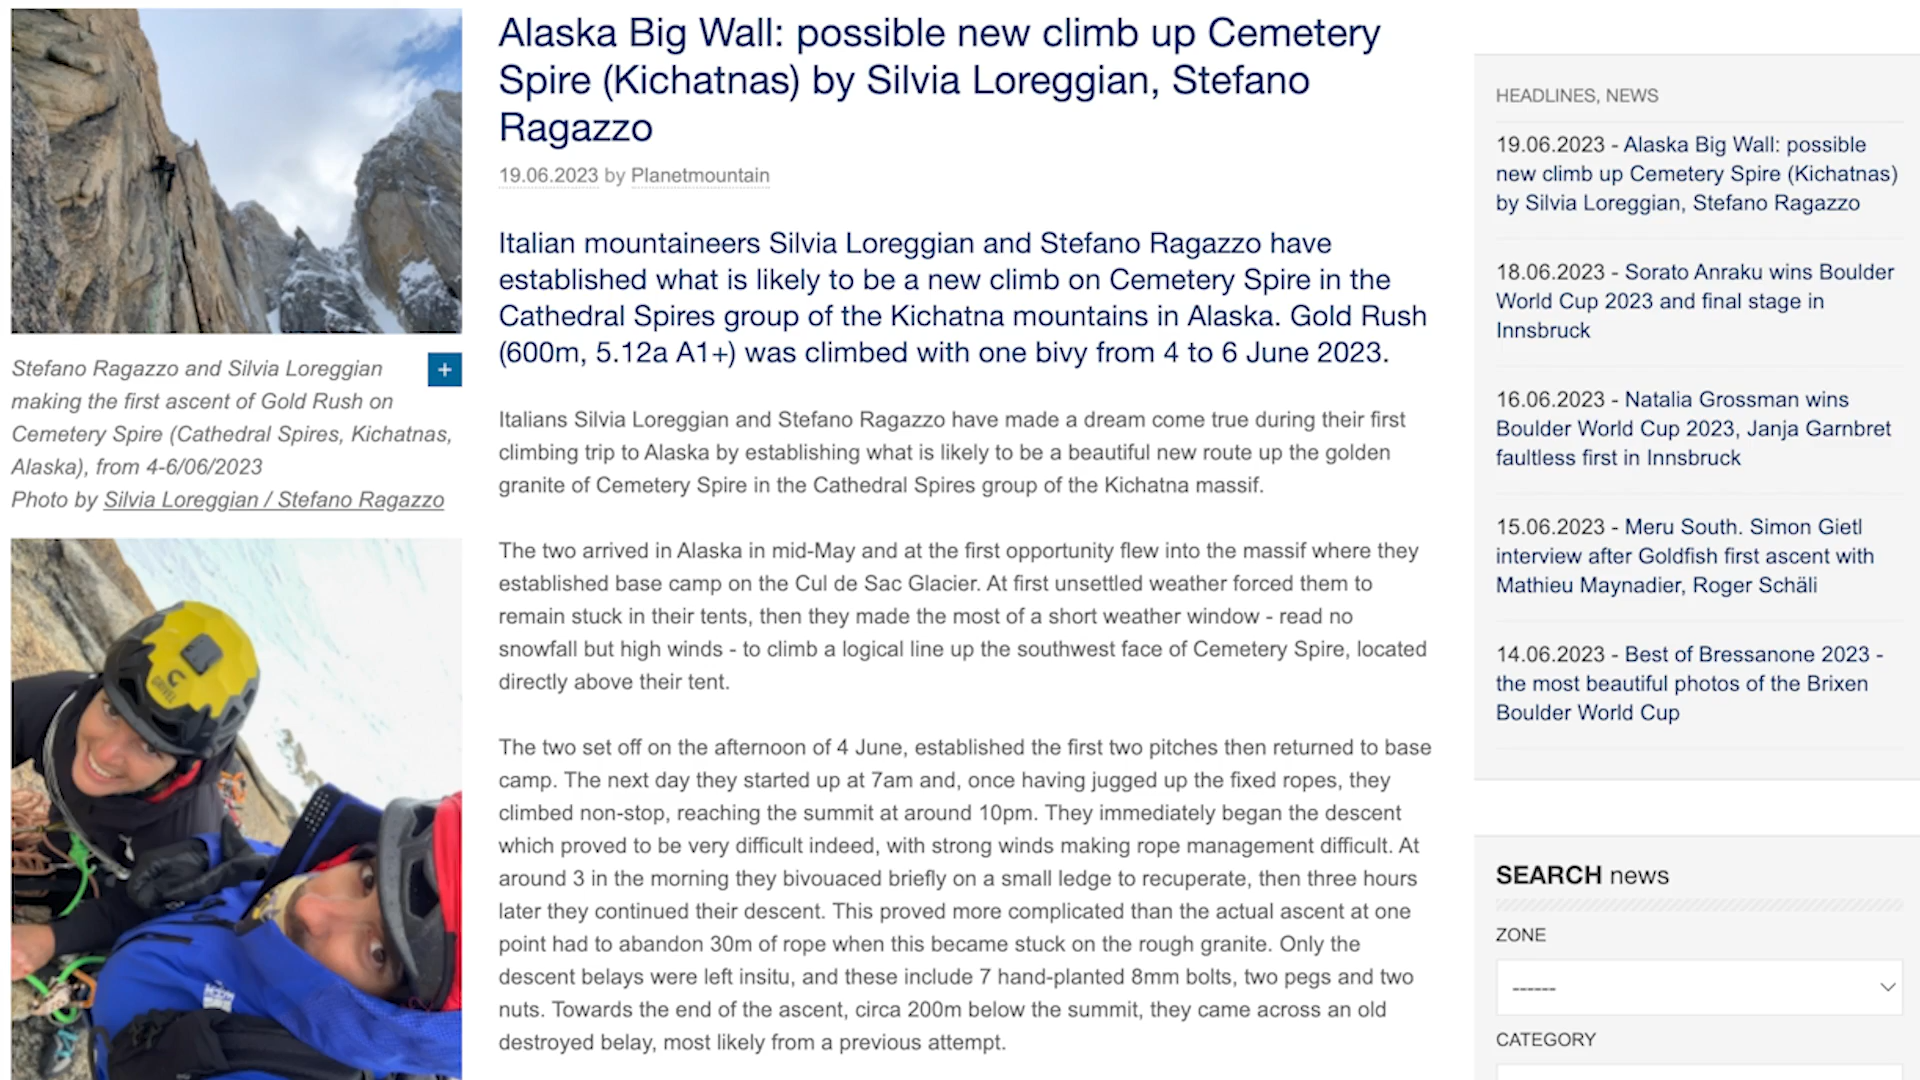 Alaska Big Wall: possible new climb up Cemetery
Spire (Kichatnas) by Silvia Loreggian, Stefano
Ragazzo
19.06.2023 by Planetmountain
Italian mountaineers Silvia Loreggian and Stefano Ragazzo have
established what is likely to be a new climb on Cemetery Spire in the
Cathedral Spires group of the Kichatna mountains in Alaska. Gold Rush
(600m, 5.12a A1+) was climbed with one bivy from 4 to 6 June 2023.
Stefano Ragazzo and Silvia Loreggian
making the first ascent of Gold Rush on
Cemetery Spire (Cathedral Spires, Kichatnas,
Alaska), from 4-6/06/2023
Photo by Silvia Loreggian / Stefano Ragazzo
+
GRIVEL
Italians Silvia Loreggian and Stefano Ragazzo have made a dream come true during their first
climbing trip to Alaska by establishing what is likely to be a beautiful new route up the golden
granite of Cemetery Spire in the Cathedral Spires group of the Kichatna massif.
The two arrived in Alaska in mid-May and at the first opportunity flew into the massif where they
established base camp on the Cul de Sac Glacier. At first unsettled weather forced them to
remain stuck in their tents, then they made the most of a short weather window - read no
snowfall but high winds - to climb a logical line up the southwest face of Cemetery Spire, located
directly above their tent.
The two set off on the afternoon of 4 June, established the first two pitches then returned to base
camp. The next day they started up at 7am and, once having jugged up the fixed ropes, they
climbed non-stop, reaching the summit at around 10pm. They immediately began the descent
which proved to be very difficult indeed, with strong winds making rope management difficult. At
around 3 in the morning they bivouaced briefly on a small ledge to recuperate, then three hours
later they continued their descent. This proved more complicated than the actual ascent at one
point had to abandon 30m of rope when this became stuck on the rough granite. Only the
descent belays were left insitu, and these include 7 hand-planted 8mm bolts, two pegs and two
nuts. Towards the end of the ascent, circa 200m below the summit, they came across an old
destroyed belay, most likely from a previous attempt.
HEADLINES, NEWS
19.06.2023 - Alaska Big Wall: possible
new climb up Cemetery Spire (Kichatnas)
by Silvia Loreggian, Stefano Ragazzo
18.06.2023 - Sorato Anraku wins Boulder
World Cup 2023 and final stage in
Innsbruck
16.06.2023 - Natalia Grossman wins
Boulder World Cup 2023, Janja Garnbret
faultless first in Innsbruck
15.06.2023 - Meru South. Simon Gietl
interview after Goldfish first ascent with
Mathieu Maynadier, Roger Schäli
14.06.2023 - Best of Bressanone 2023 -
the most beautiful photos of the Brixen
Boulder World Cup
SEARCH news
ZONE
------
CATEGORY